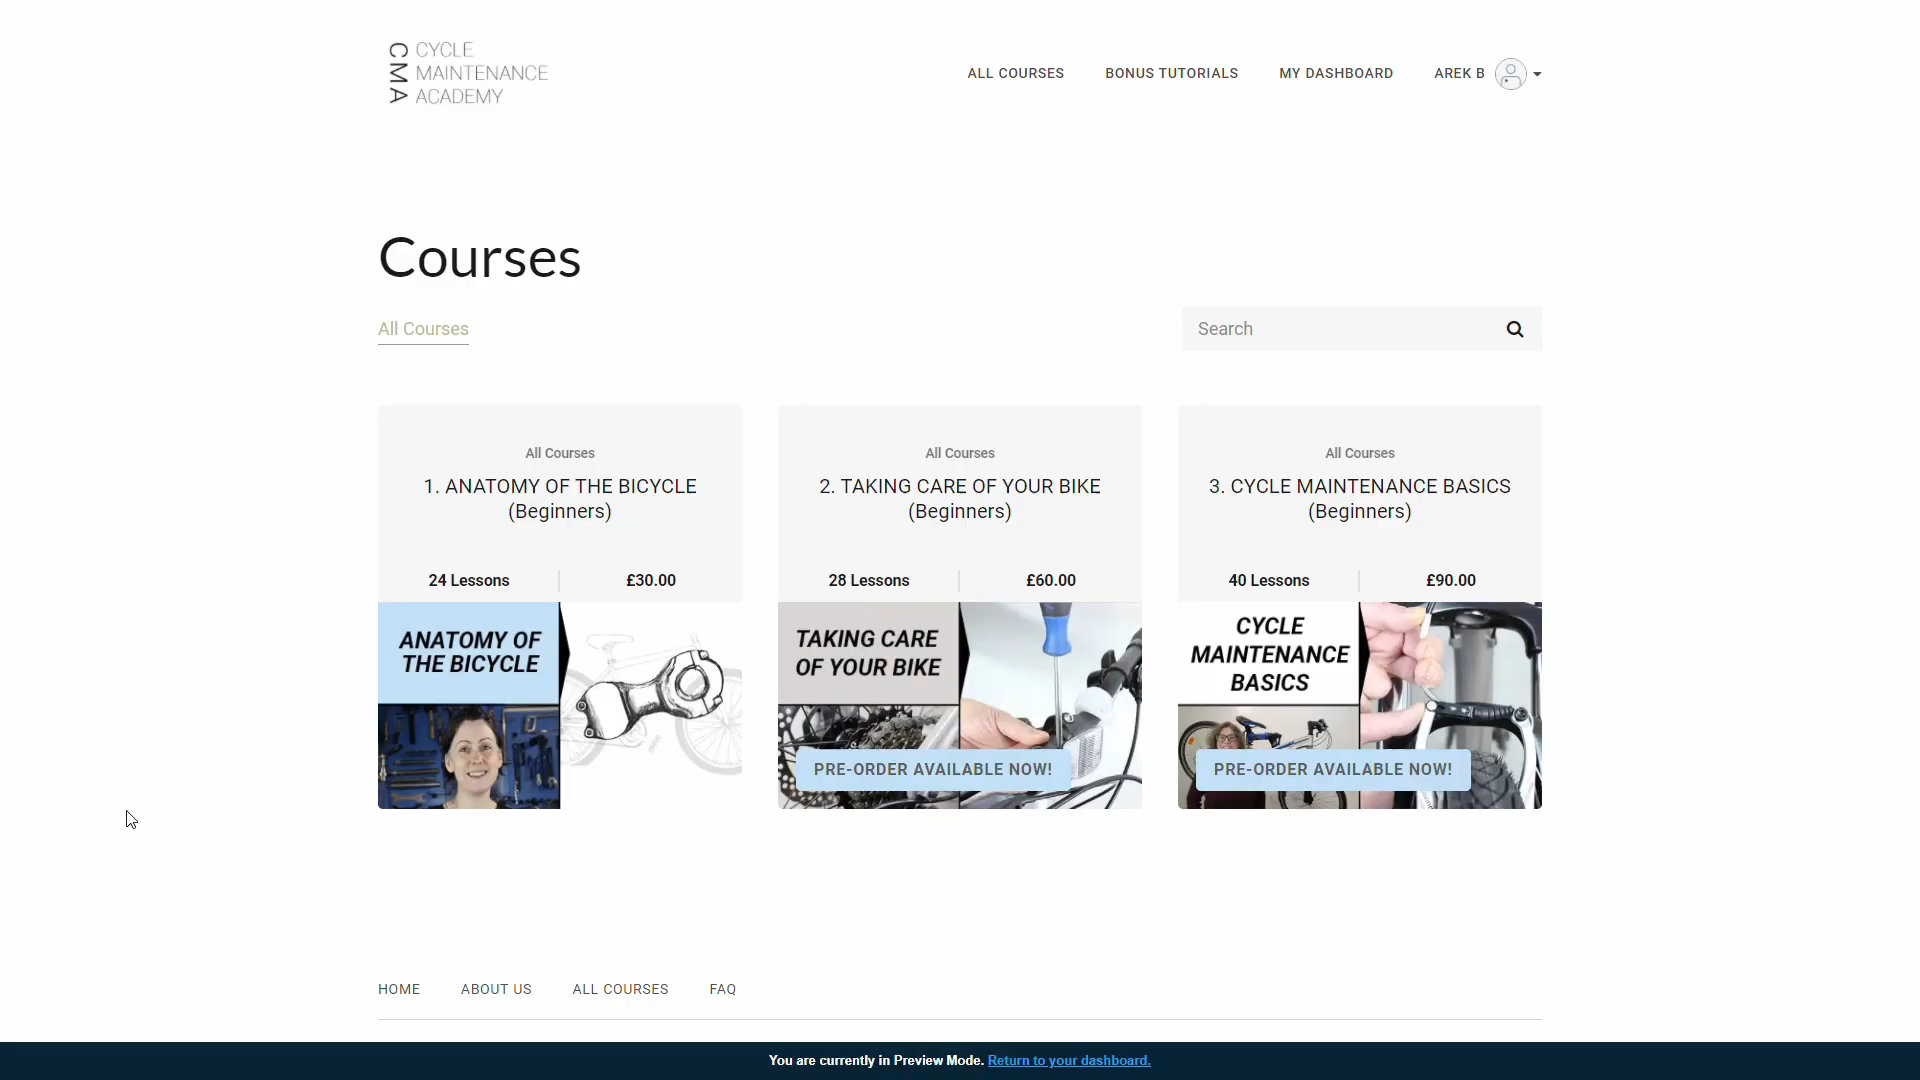 CMA
CYCLE
MAINTENANCE
ACADEMY
ALL COURSES
BONUS TUTORIALS
MY DASHBOARD
AREK B
Courses
All Courses
Search
All Courses
1. ANATOMY OF THE BICYCLE
(Beginners)
24 Lessons
£30.00
ANATOMY OF
THE BICYCLE
All Courses
2. TAKING CARE OF YOUR BIKE
(Beginners)
28 Lessons
£60.00
TAKING CARE
OF YOUR BIKE
PRE-ORDER AVAILABLE NOW!
All Courses
3. CYCLE MAINTENANCE BASICS
(Beginners)
40 Lessons
£90.00
CYCLE
MAINTENANCE
BASICS
PRE-ORDER AVAILABLE NOW!
HOME
ABOUT US
ALL COURSES
FAQ
You are currently in Preview Mode. Return to your dashboard.